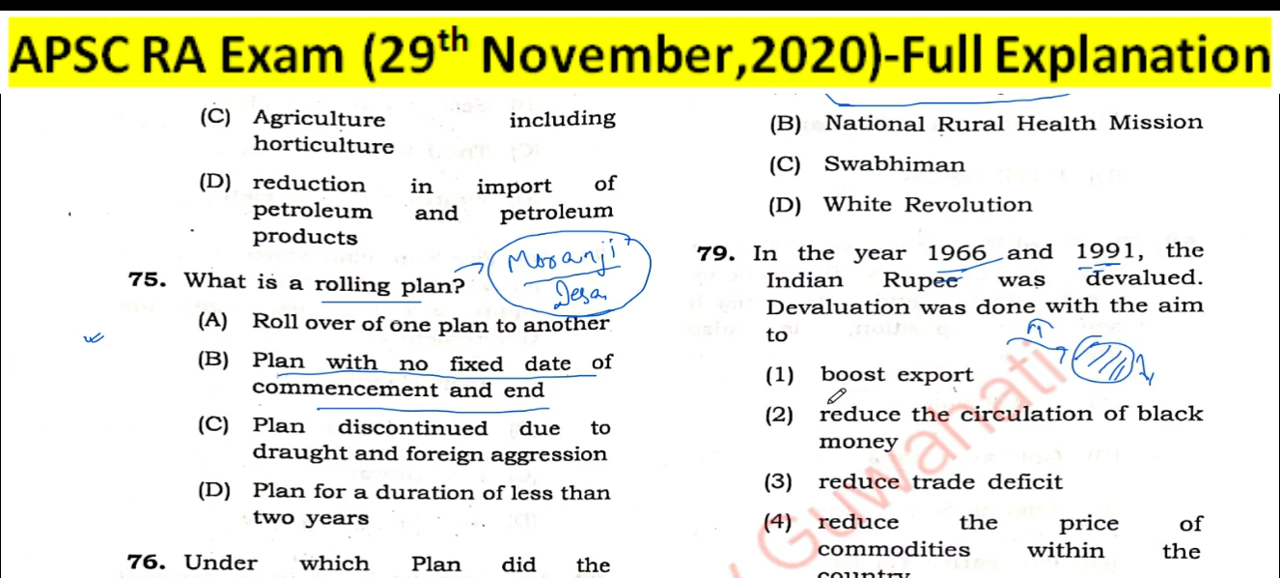 APSC RA Exam (29th November,2020)-Full Explanation
(C) Agriculture including
horticulture
(D) reduction in import of
petroleum and petroleum
products
75. What is a rolling plan?
Moranji
Desa
(A) Roll over of one plan to another
(B) Plan with no fixed date of
commencement and end
(C) Plan discontinued due to
draught and foreign aggression
(D) Plan for a duration of less than
two years
76. Under which Plan did the
(B) National Rural Health Mission
(C) Swabhiman
(D) White Revolution
79. In the year 1966 and 1991, the
Indian Rupee was devalued.
Devaluation was done with the aim
to
(1) boost export
(2) reduce the circulation of black
money
(3) reduce trade deficit
(4) reduce the price of
commodities within the
country
Guwahati